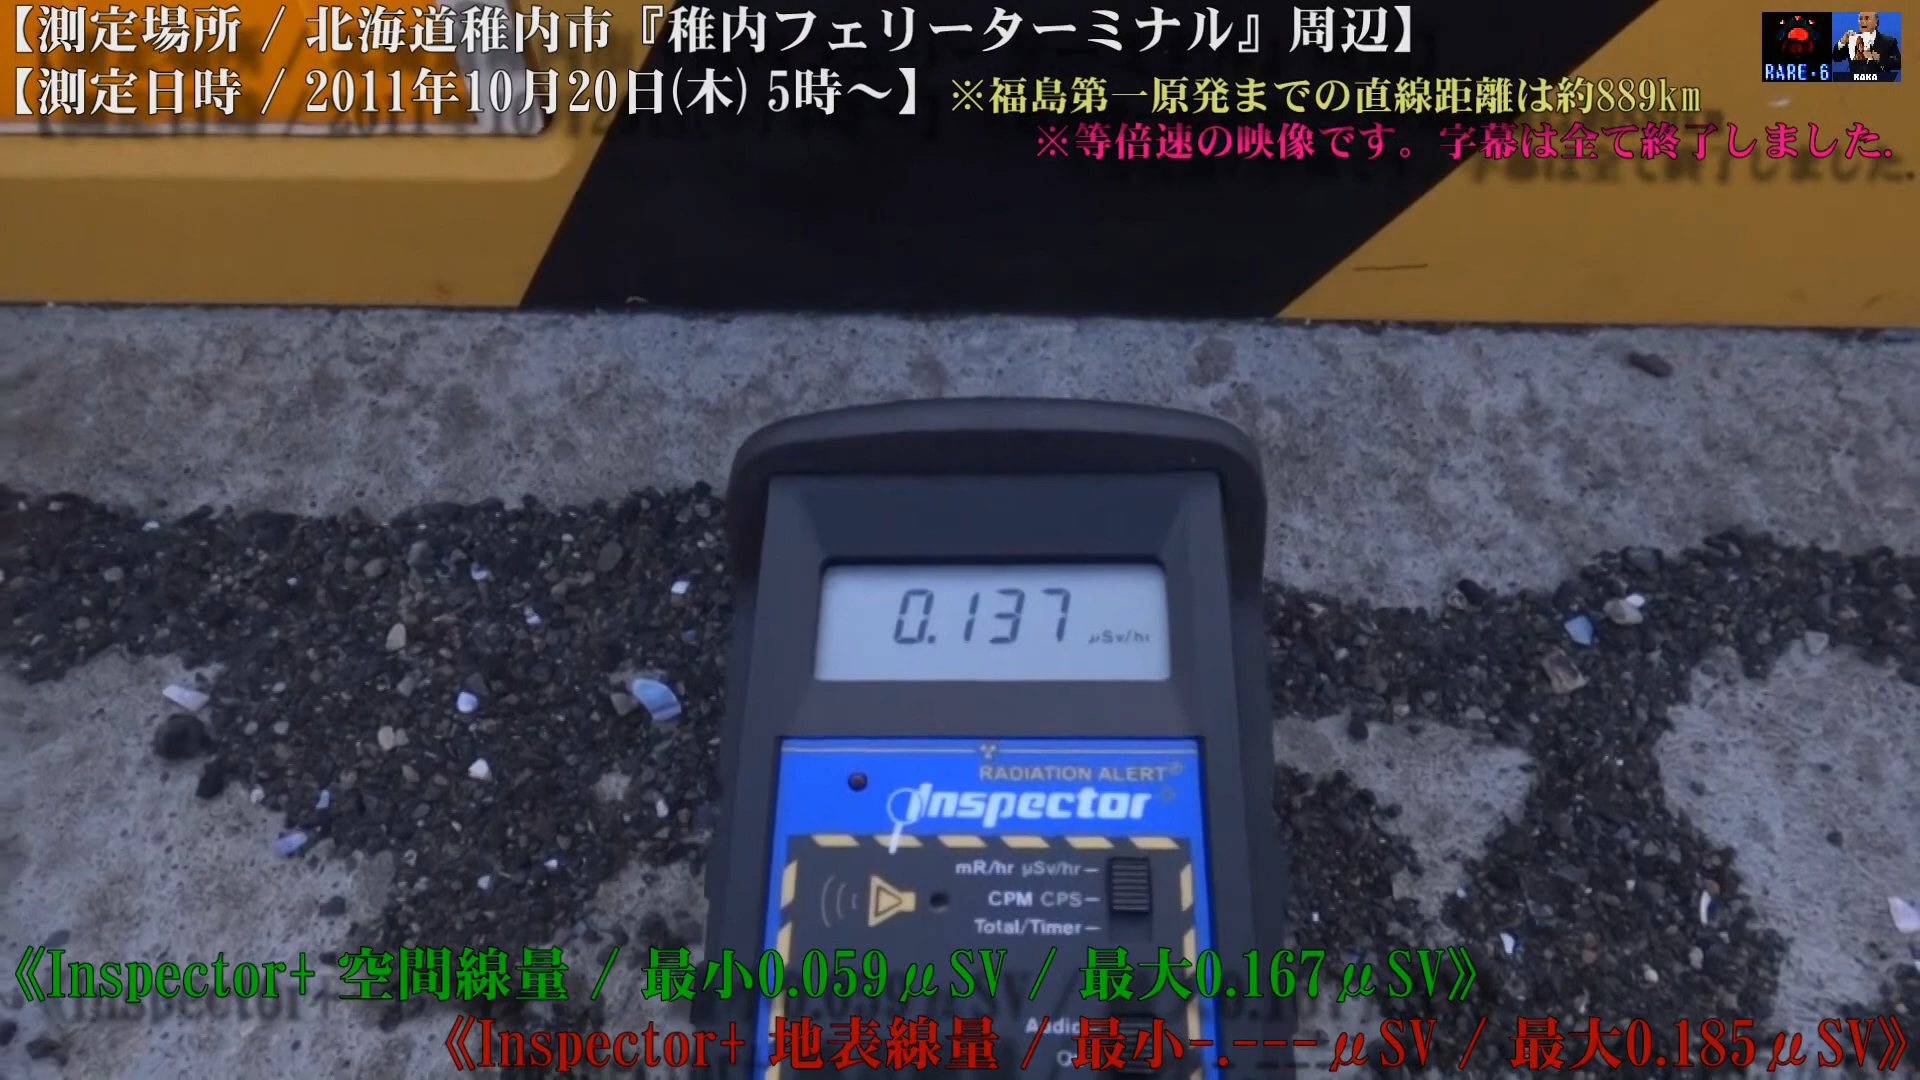 【測定場所 / 北海道稚内市『稚内フェリーターミナル』周辺】
【測定日時 / 2011年10月20日(木) 5時～】※福島第一原発までの直線距離は約889km
※等倍速の映像です。字幕は全て終了しました.
RARE・6
KAKA
0.137 μSv/hr
RADIATION ALERT
Inspector
mR/hr μSv/hr
CPM CPS
Total/Timer
《Inspector+ 空間線量 / 最小0.059μSV / 最大0.167μSV》
Audio
《Inspector+ 地表線量 / 最小-.---μSV / 最大0.185μSV》